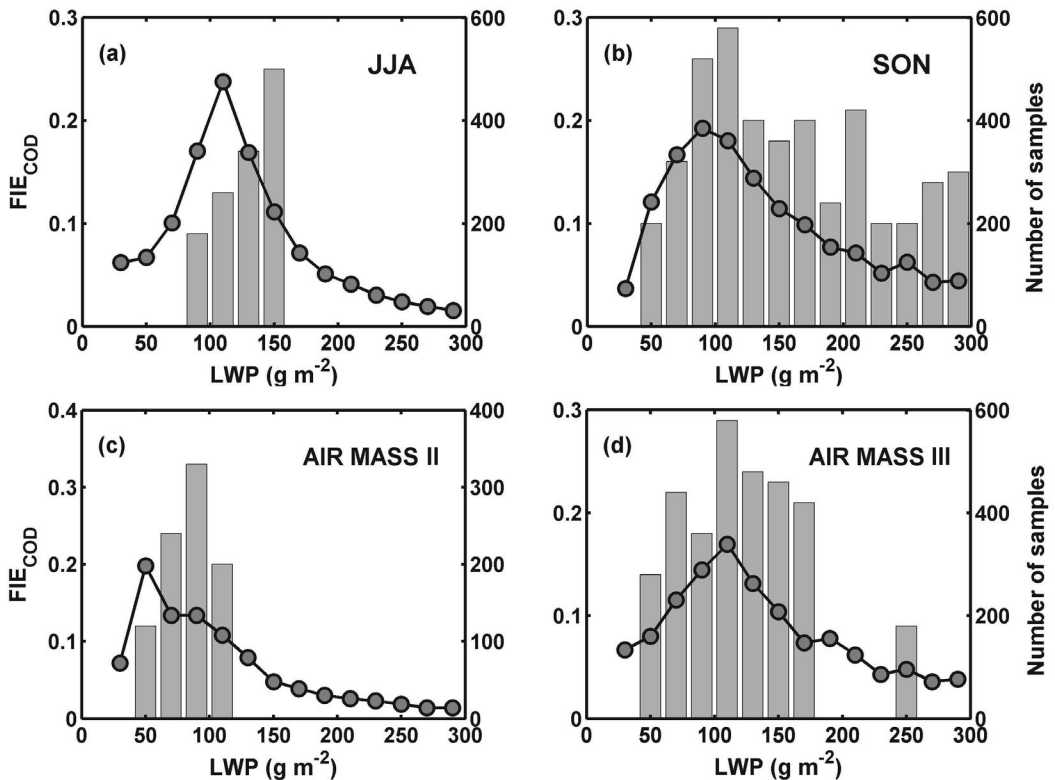 0.3 600
(a) JJA
0.2 400
FIE_COD
0.1 200
0 0
0 50 100 150 200 250 300
LWP (g m⁻²)
0.3 600
(b) SON
0.2 400
Number of samples
0.1 200
0 0
0 50 100 150 200 250 300
LWP (g m⁻²)
0.4 400
(c) AIR MASS II
0.3 300
FIE_COD
0.2 200
0.1 100
0 0
0 50 100 150 200 250 300
LWP (g m⁻²)
0.3 600
(d) AIR MASS III
0.2 400
Number of samples
0.1 200
0 0
0 50 100 150 200 250 300
LWP (g m⁻²)